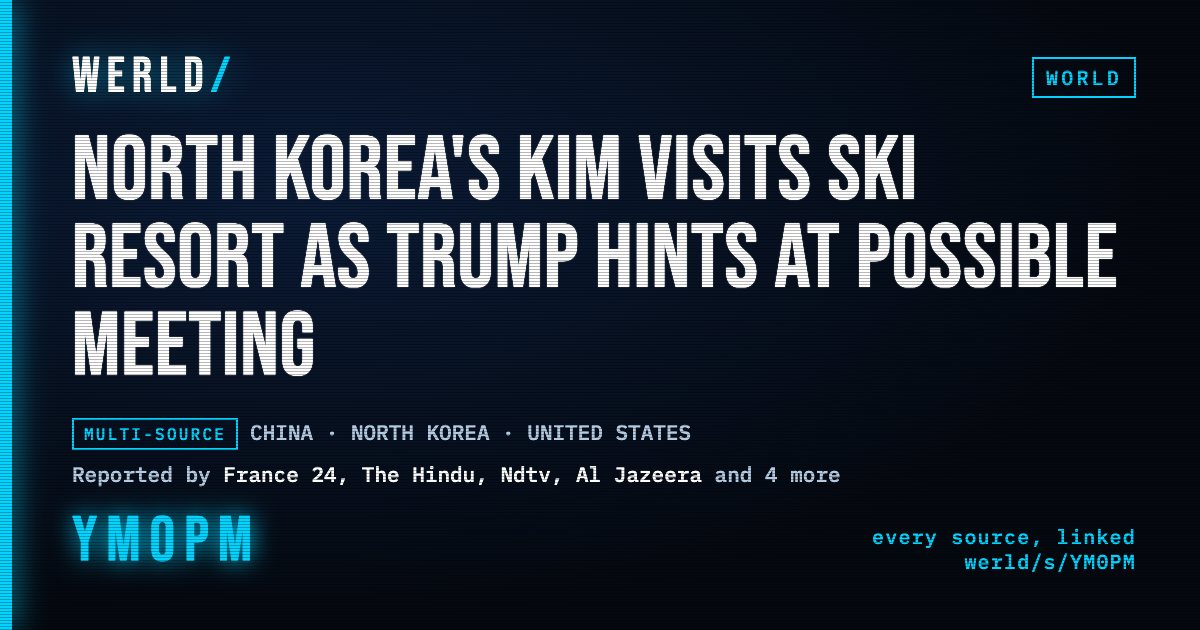 WERLD/
WORLD
NORTH KOREA'S KIM VISITS SKI
RESORT AS TRUMP HINTS AT POSSIBLE
MEETING
MULTI-SOURCE CHINA · NORTH KOREA · UNITED STATES
Reported by France 24, The Hindu, Ndtv, Al Jazeera and 4 more
YM0PM
every source, linked
werld/s/YM0PM